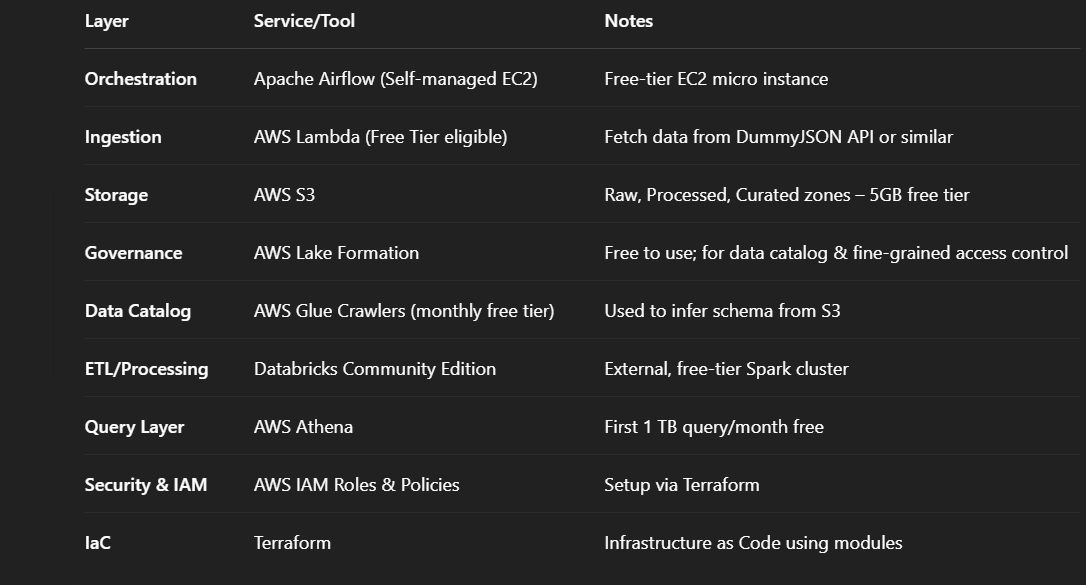 Layer Service/Tool Notes
Orchestration Apache Airflow (Self-managed EC2) Free-tier EC2 micro instance
Ingestion AWS Lambda (Free Tier eligible) Fetch data from DummyJSON API or similar
Storage AWS S3 Raw, Processed, Curated zones – 5GB free tier
Governance AWS Lake Formation Free to use; for data catalog & fine-grained access control
Data Catalog AWS Glue Crawlers (monthly free tier) Used to infer schema from S3
ETL/Processing Databricks Community Edition External, free-tier Spark cluster
Query Layer AWS Athena First 1 TB query/month free
Security & IAM AWS IAM Roles & Policies Setup via Terraform
IaC Terraform Infrastructure as Code using modules